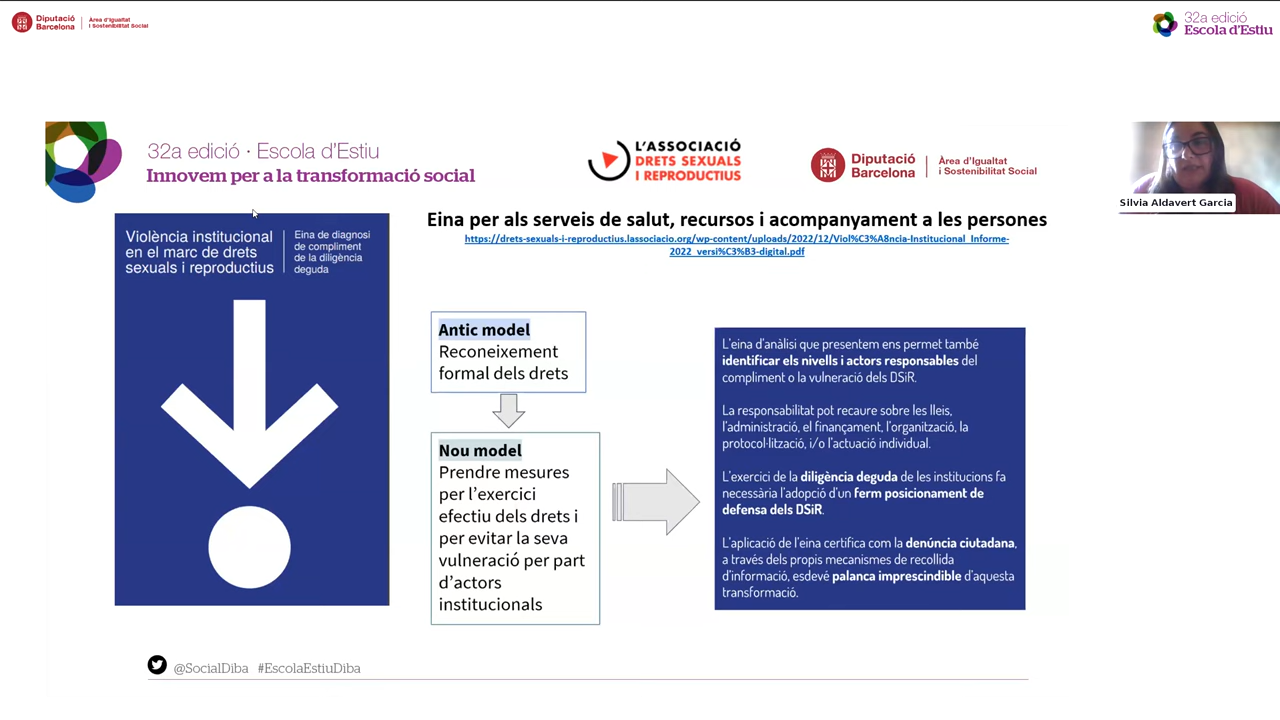 Diputació
Barcelona
Àrea d'Igualtat
i Sostenibilitat Social
32a edició
Escola d'Estiu
32a edició · Escola d'Estiu
Innovem per a la transformació social
L'ASSOCIACIÓ
DRETS SEXUALS
I REPRODUCTIUS
Diputació
Barcelona
Àrea d'Igualtat
i Sostenibilitat Social
Silvia Aldavert Garcia
Violència institucional
en el marc de drets
sexuals i reproductius
Eina de diagnosi
de compliment
de la diligència
deguda
Eina per als serveis de salut, recursos i acompanyament a les persones
https://drets-sexuals-i-reproductius.lassociacio.org/wp-content/uploads/2022/12/Viol%C3%A8ncia-Institucional_Informe-
2022_versi%C3%B3-digital.pdf
Antic model
Reconeixement
formal dels drets
Nou model
Prendre mesures
per l'exercici
efectiu dels drets i
per evitar la seva
vulneració per part
d'actors
institucionals
L'eina d'anàlisi que presentem ens permet també
identificar els nivells i actors responsables del
compliment o la vulneració dels DSiR.
La responsabilitat pot recaure sobre les lleis,
l'administració, el finançament, l'organització, la
protocol·lització, i/o l'actuació individual.
L'exercici de la diligència deguda de les institucions fa
necessària l'adopció d'un ferm posicionament de
defensa dels DSiR.
L'aplicació de l'eina certifica com la denúncia ciutadana,
a través dels propis mecanismes de recollida
d'informació, esdevé palanca imprescindible d'aquesta
transformació.
@SocialDiba #EscolaEstiuDiba